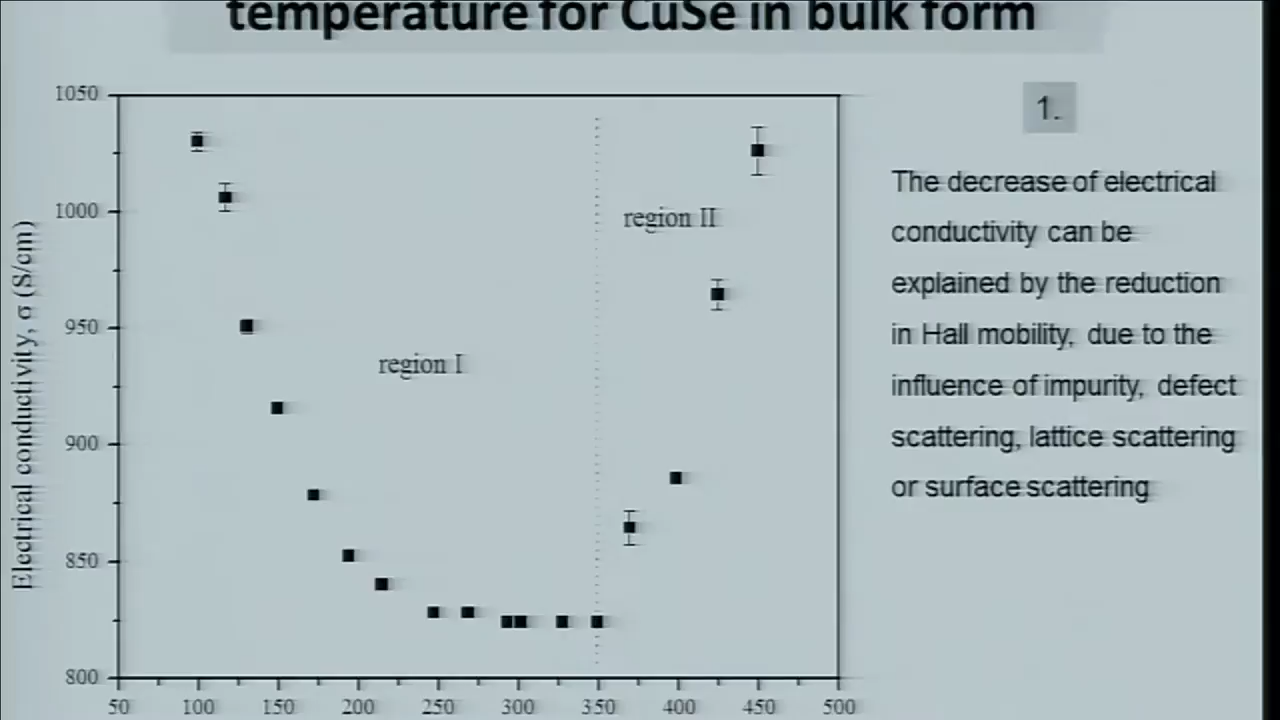 temperature for CuSe in bulk form
1050
1000
950
900
850
800
Electrical conductivity, σ (S/cm)
region I
region II
50 100 150 200 250 300 350 400 450 500
1.
The decrease of electrical
conductivity can be
explained by the reduction
in Hall mobility, due to the
influence of impurity, defect
scattering, lattice scattering
or surface scattering